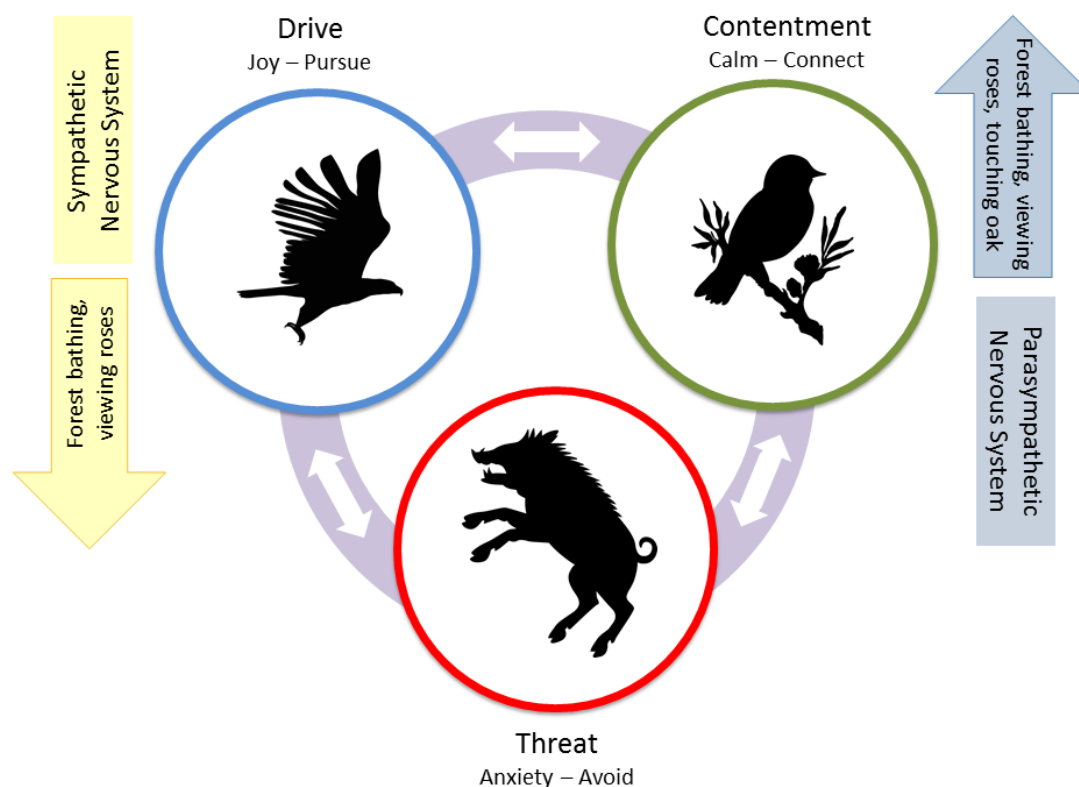 Drive
Joy – Pursue
Contentment
Calm – Connect
Sympathetic
Nervous System
Forest bathing, viewing
roses, touching oak
Forest bathing,
viewing roses
Parasympathetic
Nervous System
Threat
Anxiety – Avoid